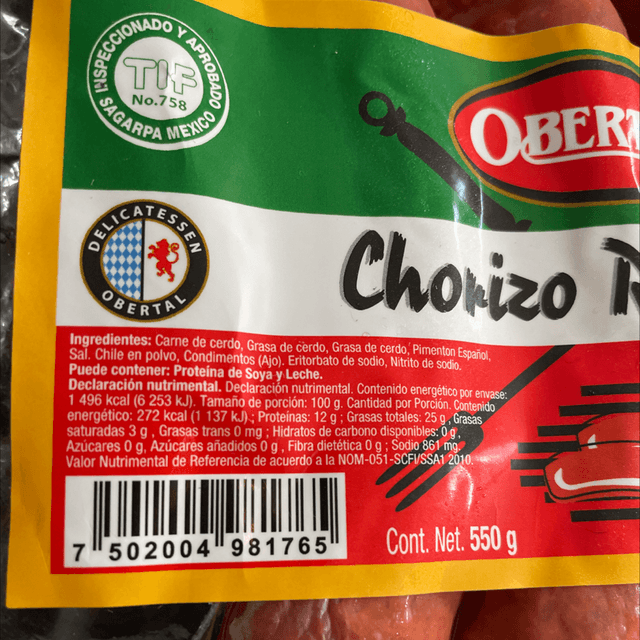 INSPECCIONADO Y APROBADO
TIF
No.758
SAGARPA MEXICO
OBERT
DELICATESSEN
OBERTAL
Chorizo
Ingredientes: Carne de cerdo, Grasa de cerdo, Grasa de cerdo, Pimenton Español,
Sal. Chile en polvo, Condimentos (Ajo). Eritorbato de sodio, Nitrito de sodio.
Puede contener: Proteína de Soya y Leche.
Declaración nutrimental. Declaración nutrimental. Contenido energético por envase:
1 496 kcal (6 253 kJ). Tamaño de porción: 100 g. Cantidad por Porción. Contenido
energético: 272 kcal (1 137 kJ).; Proteínas: 12 g ; Grasas totales: 25 g , Grasas
saturadas 3 g , Grasas trans 0 mg ; Hidratos de carbono disponibles: 0 g ,
Azúcares 0 g, Azúcares añadidos 0 g , Fibra dietética 0 g ; Sodio 861 mg.
Valor Nutrimental de Referencia de acuerdo a la NOM-051-SCFI/SSA1 2010.
7 502004 981765
Cont. Net. 550 g